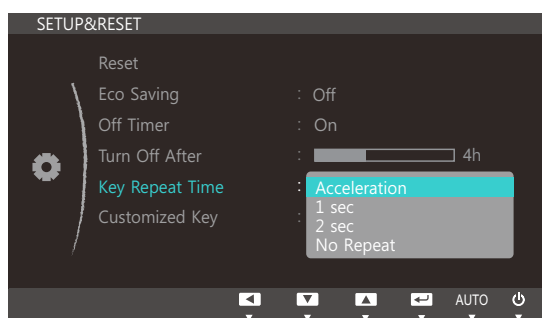 SETUP&RESET
Reset
Eco Saving : Off
Off Timer : On
Turn Off After : 4h
Key Repeat Time : Acceleration
1 sec
Customized Key :
2 sec
No Repeat
AUTO